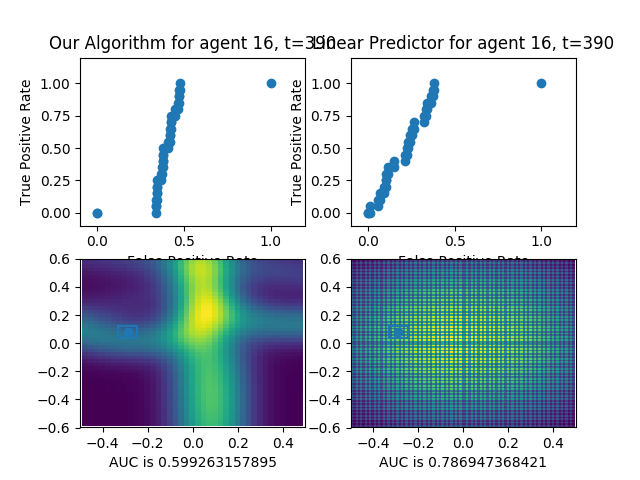 Our Algorithm for agent 16, t=390
Linear Predictor for agent 16, t=390
True Positive Rate
1.00
0.75
0.50
0.25
0.00
0.0 0.5 1.0
False Positive Rate
True Positive Rate
1.00
0.75
0.50
0.25
0.00
0.0 0.5 1.0
False Positive Rate
0.6
0.4
0.2
0.0
−0.2
−0.4
−0.6
−0.4 −0.2 0.0 0.2 0.4
AUC is 0.599263157895
0.6
0.4
0.2
0.0
−0.2
−0.4
−0.6
−0.4 −0.2 0.0 0.2 0.4
AUC is 0.786947368421